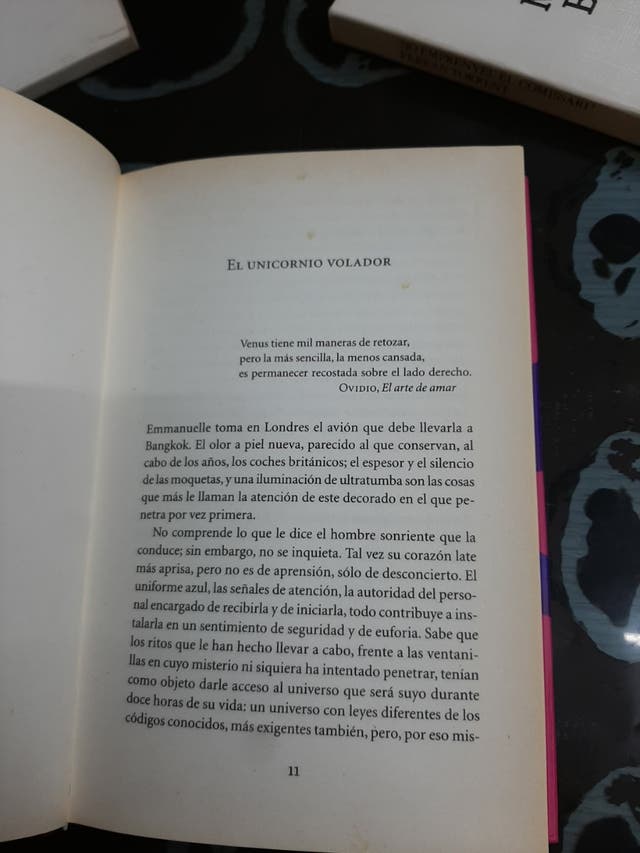 EL UNICORNIO VOLADOR
Venus tiene mil maneras de retozar,
pero la más sencilla, la menos cansada,
es permanecer recostada sobre el lado derecho.
OVIDIO, El arte de amar
Emmanuelle toma en Londres el avión que debe llevarla a
Bangkok. El olor a piel nueva, parecido al que conservan, al
cabo de los años, los coches británicos; el espesor y el silencio
de las moquetas, y una iluminación de ultratumba son las cosas
que más le llaman la atención de este decorado en el que pe-
netra por vez primera.
No comprende lo que le dice el hombre sonriente que la
conduce; sin embargo, no se inquieta. Tal vez su corazón late
más aprisa, pero no es de aprensión, sólo de desconcierto. El
uniforme azul, las señales de atención, la autoridad del perso-
nal encargado de recibirla y de iniciarla, todo contribuye a ins-
talarla en un sentimiento de seguridad y de euforia. Sabe que
los ritos que le han hecho llevar a cabo, frente a las ventani-
llas en cuyo misterio ni siquiera ha intentado penetrar, tenían
como objeto darle acceso al universo que será suyo durante
doce horas de su vida: un universo con leyes diferentes de los
códigos conocidos, más exigentes también, pero, por eso mis-
11